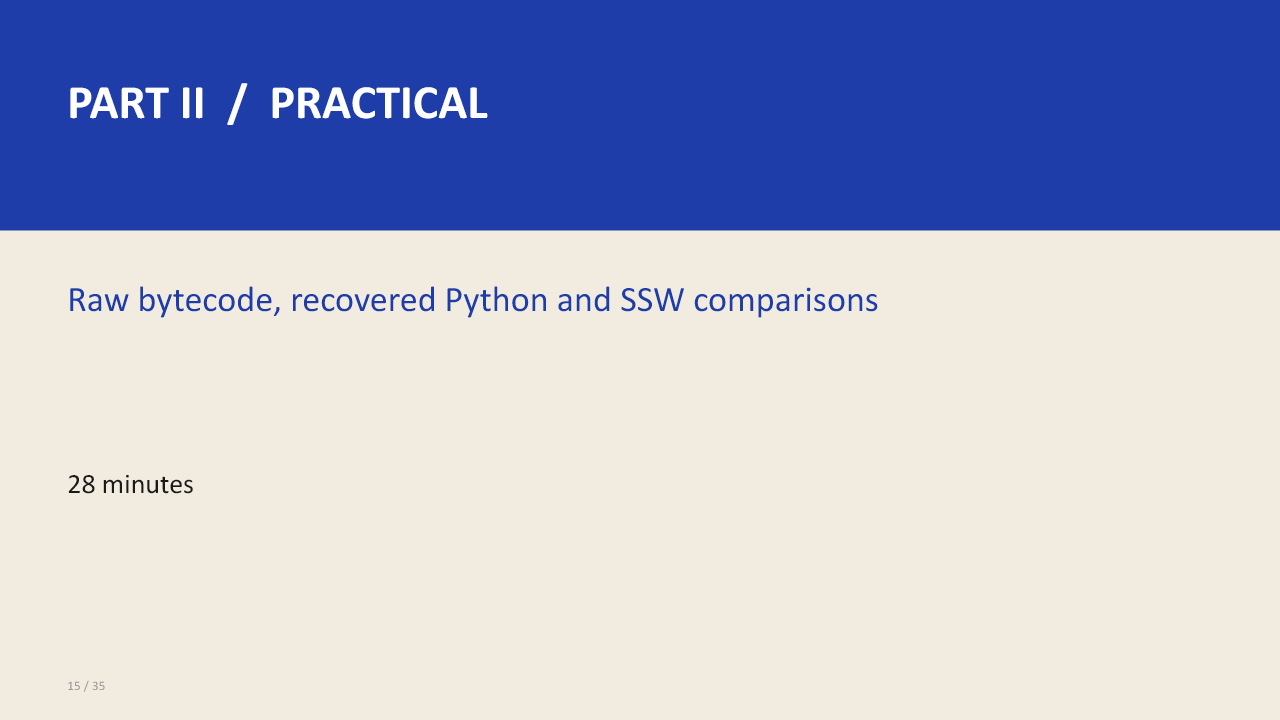 PART II / PRACTICAL
Raw bytecode, recovered Python and SSW comparisons
28 minutes
15 / 35